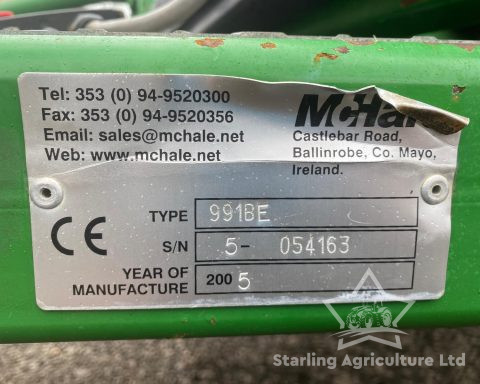 Tel: 353 (0) 94-9520300
Fax: 353 (0) 94-9520356
Email: sales@mchale.net
Web: www.mchale.net
McHal
Castlebar Road,
Ballinrobe, Co. Mayo,
Ireland.
CE
TYPE 991BE
S/N 5- 054163
YEAR OF
MANUFACTURE 2005
Starling Agriculture Ltd